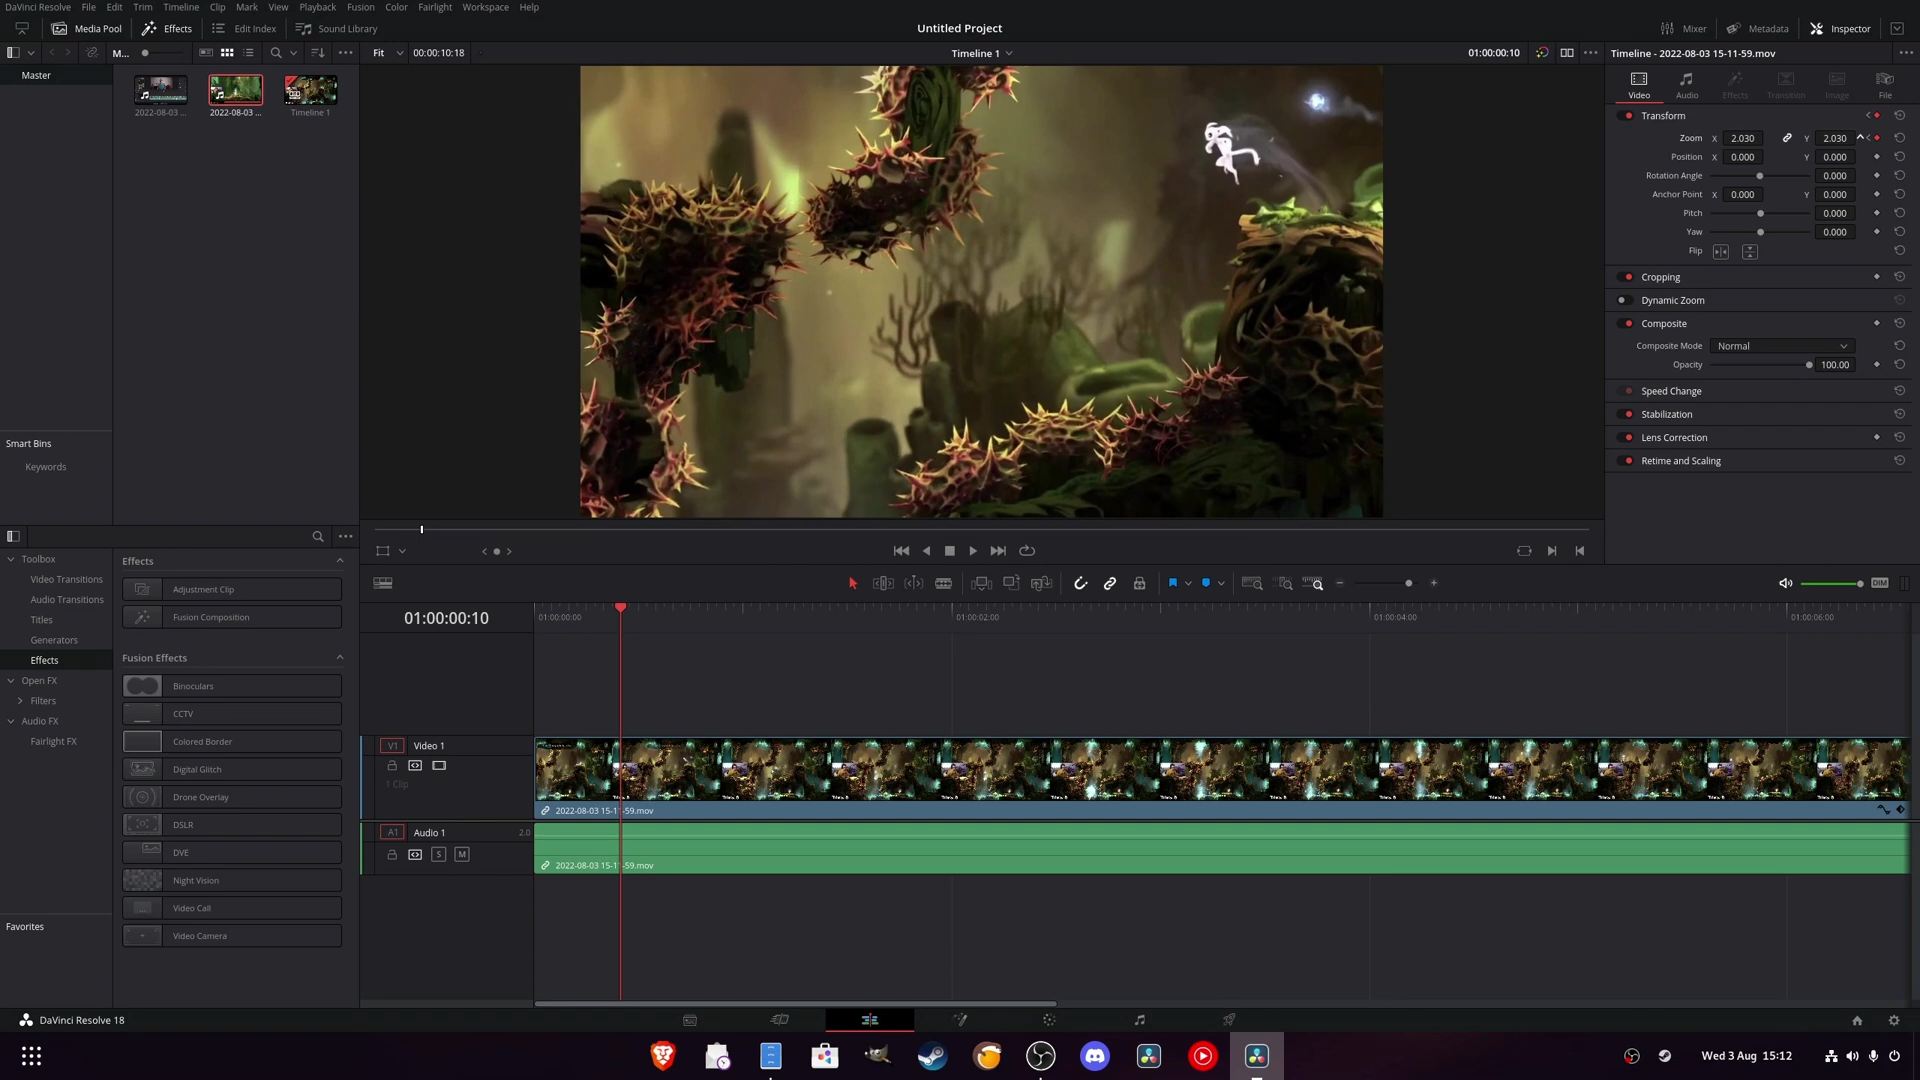 DaVinci Resolve File Edit Trim Timeline Clip Mark View Playback Fusion Color Fairlight Workspace Help
Media Pool Effects Edit Index Sound Library Untitled Project Mixer Metadata Inspector
M... Fit 00:00:10:18 Timeline 1 01:00:00:10 Timeline - 2022-08-03 15-11-59.mov
Master
2022-08-03 ... 2022-08-03 ... Timeline 1
Smart Bins
Keywords
Video Audio Effects Transition Image File
Transform
Zoom X 2.030 Y 2.030
Position X 0.000 Y 0.000
Rotation Angle 0.000
Anchor Point X 0.000 Y 0.000
Pitch 0.000
Yaw 0.000
Flip
Cropping
Dynamic Zoom
Composite
Composite Mode Normal
Opacity 100.00
Speed Change
Stabilization
Lens Correction
Retime and Scaling
Toolbox
Video Transitions
Audio Transitions
Titles
Generators
Effects
Open FX
Filters
Audio FX
Fairlight FX
Favorites
Effects
Adjustment Clip
Fusion Composition
Fusion Effects
Binoculars
CCTV
Colored Border
Digital Glitch
Drone Overlay
DSLR
DVE
Night Vision
Video Call
Video Camera
DIM
01:00:00:10 01:00:00:00 01:00:02:00 01:00:04:00 01:00:06:00
V1 Video 1
1 Clip
2022-08-03 15-11-59.mov
A1 Audio 1 2.0
S M
2022-08-03 15-11-59.mov
DaVinci Resolve 18
Wed 3 Aug 15:12